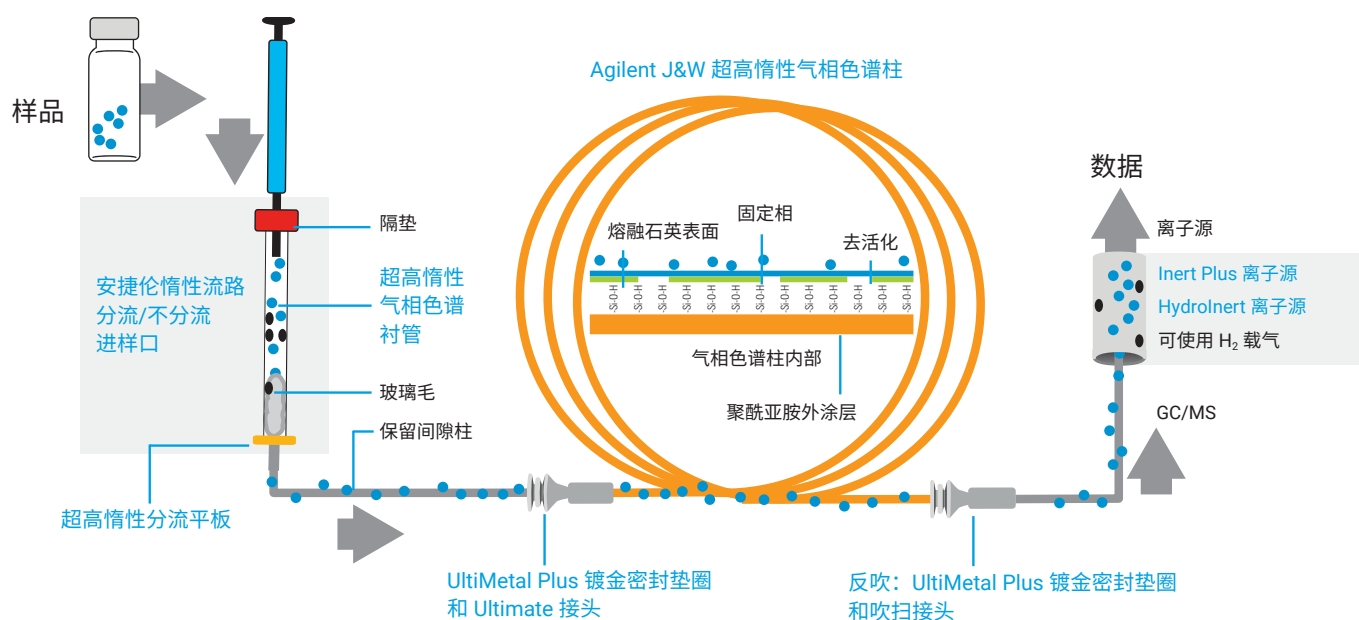 样品
Agilent J&W 超高惰性气相色谱柱
数据
隔垫
固定相
熔融石英表面
去活化
离子源
超高惰性
气相色谱
衬管
安捷伦惰性流路
分流/不分流
进样口
Inert Plus 离子源
HydroInert 离子源
可使用 H₂ 载气
气相色谱柱内部
玻璃毛
聚酰亚胺外涂层
保留间隙柱
GC/MS
超高惰性分流平板
UltiMetal Plus 镀金密封垫圈
和 Ultimate 接头
反吹：UltiMetal Plus 镀金密封垫圈
和吹扫接头